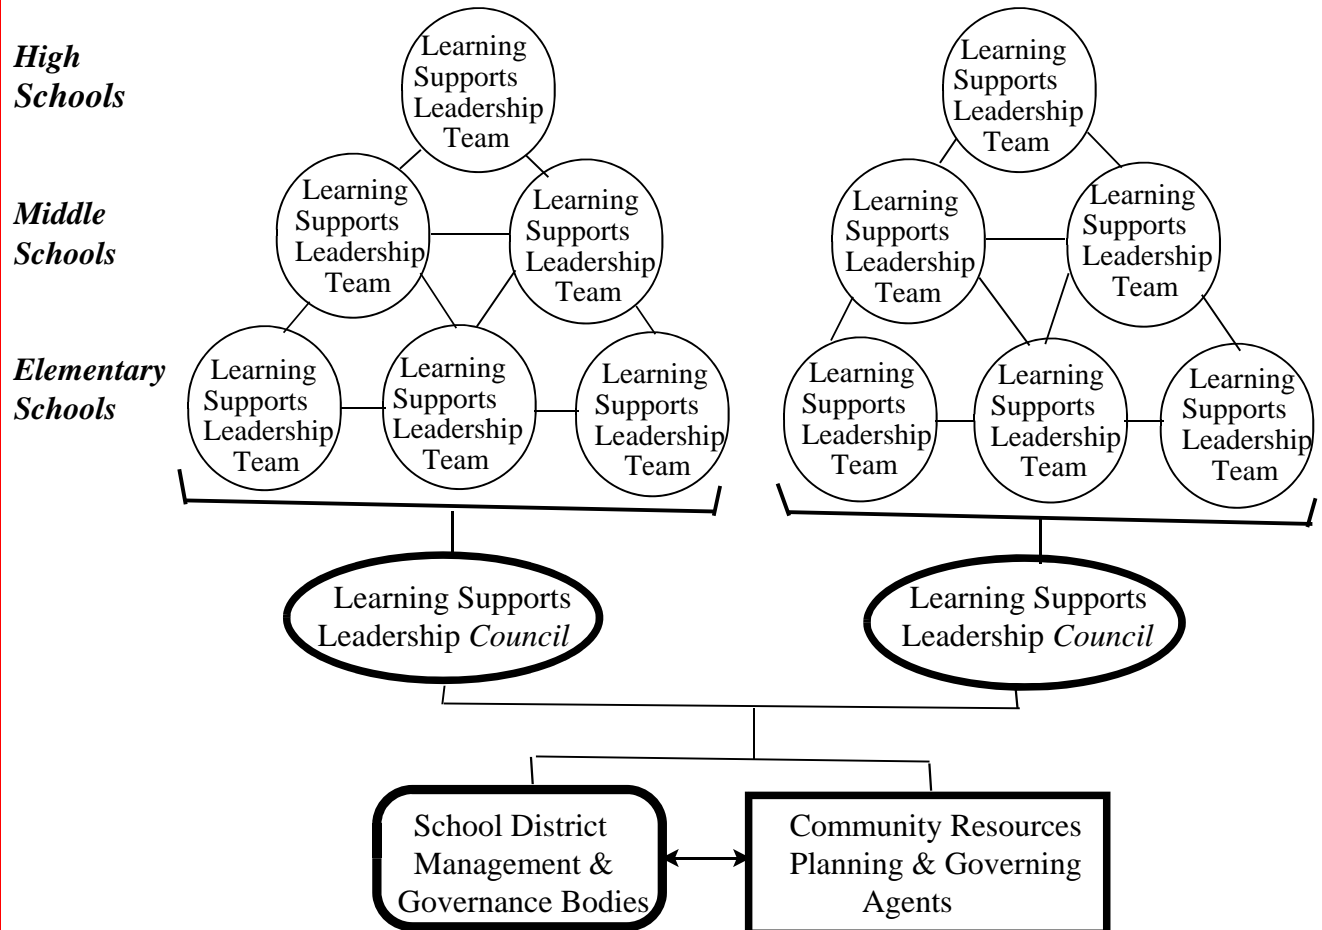 High
Schools
Learning
Supports
Leadership
Team
Learning
Supports
Leadership
Team
Middle
Schools
Learning
Supports
Leadership
Team
Learning
Supports
Leadership
Team
Learning
Supports
Leadership
Team
Learning
Supports
Leadership
Team
Elementary
Schools
Learning
Supports
Leadership
Team
Learning
Supports
Leadership
Team
Learning
Supports
Leadership
Team
Learning
Supports
Leadership
Team
Learning
Supports
Leadership
Team
Learning
Supports
Leadership
Team
Learning Supports
Leadership Council
Learning Supports
Leadership Council
School District
Management &
Governance Bodies
Community Resources
Planning & Governing
Agents